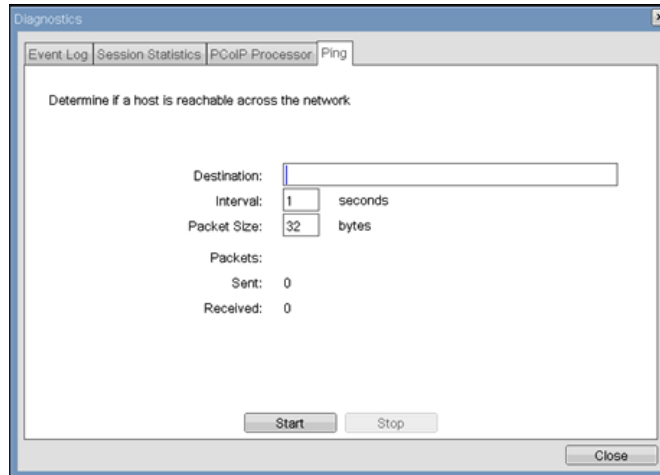 Diagnostics
Event Log Session Statistics PCoIP Processor Ping
Determine if a host is reachable across the network
Destination:
Interval: 1 seconds
Packet Size: 32 bytes
Packets:
Sent: 0
Received: 0
Start Stop
Close